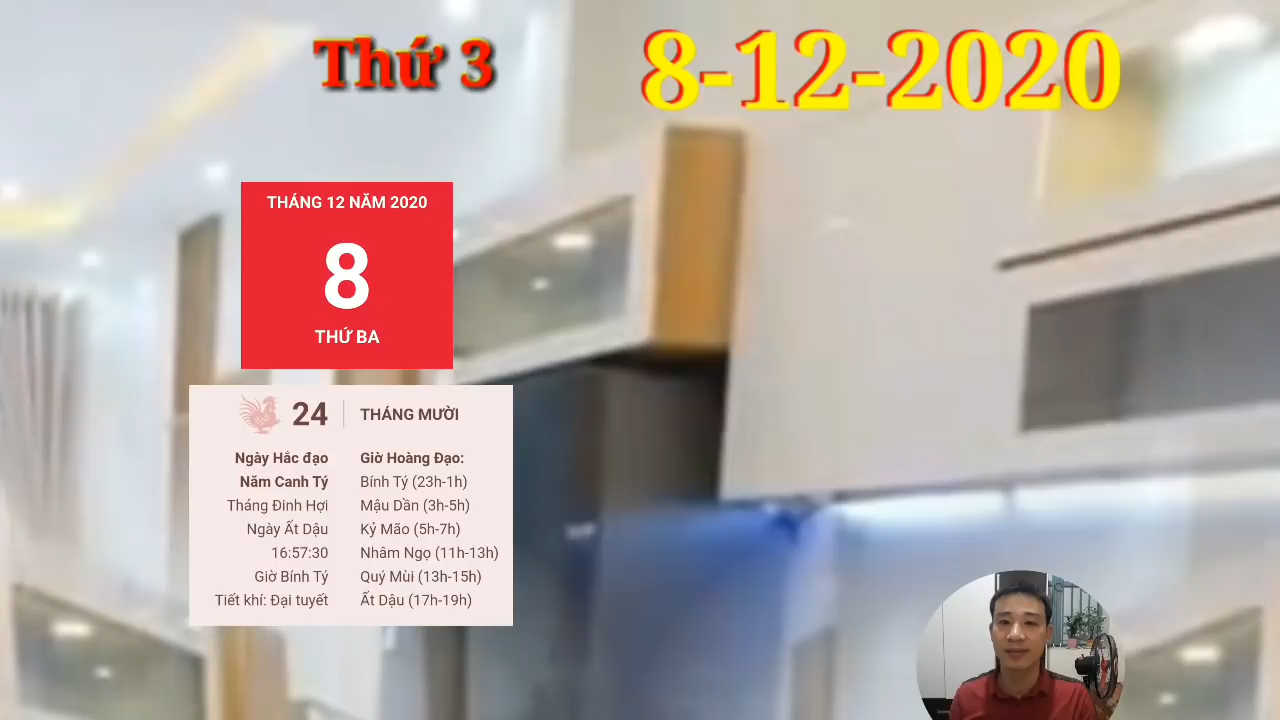 Thứ 3
8-12-2020
THÁNG 12 NĂM 2020
8
THỨ BA
24
THÁNG MƯỜI
Ngày Hắc đạo
Năm Canh Tý
Tháng Đinh Hợi
Ngày Ất Dậu
16:57:30
Giờ Bính Tý
Tiết khí: Đại tuyết
Giờ Hoàng Đạo:
Bính Tý (23h-1h)
Mậu Dần (3h-5h)
Kỷ Mão (5h-7h)
Nhâm Ngọ (11h-13h)
Quý Mùi (13h-15h)
Ất Dậu (17h-19h)